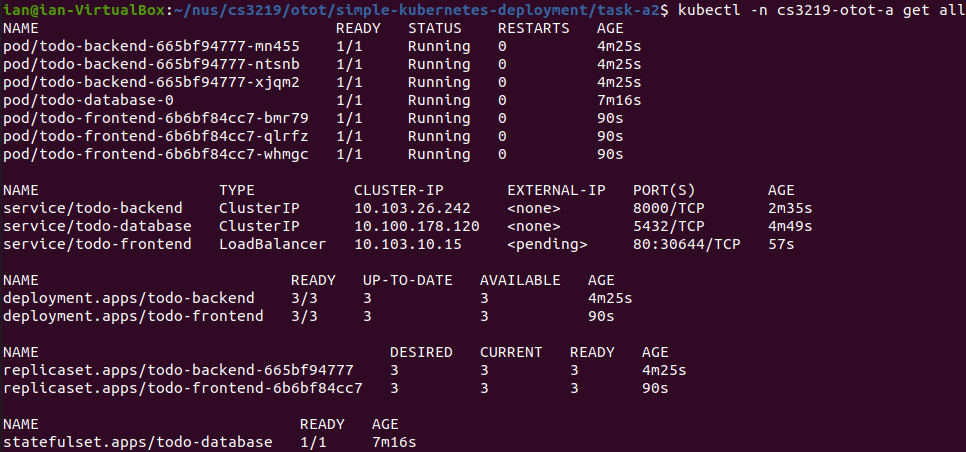 ian@ian-VirtualBox:~/nus/cs3219/otot/simple-kubernetes-deployment/task-a2$ kubectl -n cs3219-otot-a get all
NAME                                 READY   STATUS    RESTARTS   AGE
pod/todo-backend-665bf94777-mn455    1/1     Running   0          4m25s
pod/todo-backend-665bf94777-ntsnb    1/1     Running   0          4m25s
pod/todo-backend-665bf94777-xjqm2    1/1     Running   0          4m25s
pod/todo-database-0                  1/1     Running   0          7m16s
pod/todo-frontend-6b6bf84cc7-bmr79   1/1     Running   0          90s
pod/todo-frontend-6b6bf84cc7-qlrfz   1/1     Running   0          90s
pod/todo-frontend-6b6bf84cc7-whmgc   1/1     Running   0          90s

NAME                    TYPE           CLUSTER-IP       EXTERNAL-IP   PORT(S)        AGE
service/todo-backend    ClusterIP      10.103.26.242    <none>        8000/TCP       2m35s
service/todo-database   ClusterIP      10.100.178.120   <none>        5432/TCP       4m49s
service/todo-frontend   LoadBalancer   10.103.10.15     <pending>     80:30644/TCP   57s

NAME                            READY   UP-TO-DATE   AVAILABLE   AGE
deployment.apps/todo-backend    3/3     3            3           4m25s
deployment.apps/todo-frontend   3/3     3            3           90s

NAME                                       DESIRED   CURRENT   READY   AGE
replicaset.apps/todo-backend-665bf94777    3         3         3       4m25s
replicaset.apps/todo-frontend-6b6bf84cc7   3         3         3       90s

NAME                             READY   AGE
statefulset.apps/todo-database   1/1     7m16s